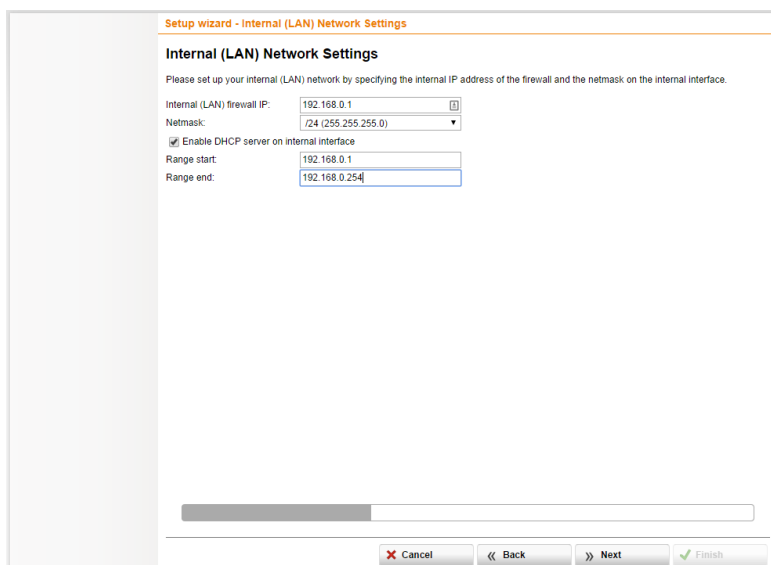 Setup wizard - Internal (LAN) Network Settings
Internal (LAN) Network Settings
Please set up your internal (LAN) network by specifying the internal IP address of the firewall and the netmask on the internal interface.
Internal (LAN) firewall IP: 192.168.0.1
Netmask: /24 (255.255.255.0)
Enable DHCP server on internal interface
Range start: 192.168.0.1
Range end: 192.168.0.254
Cancel Back Next Finish